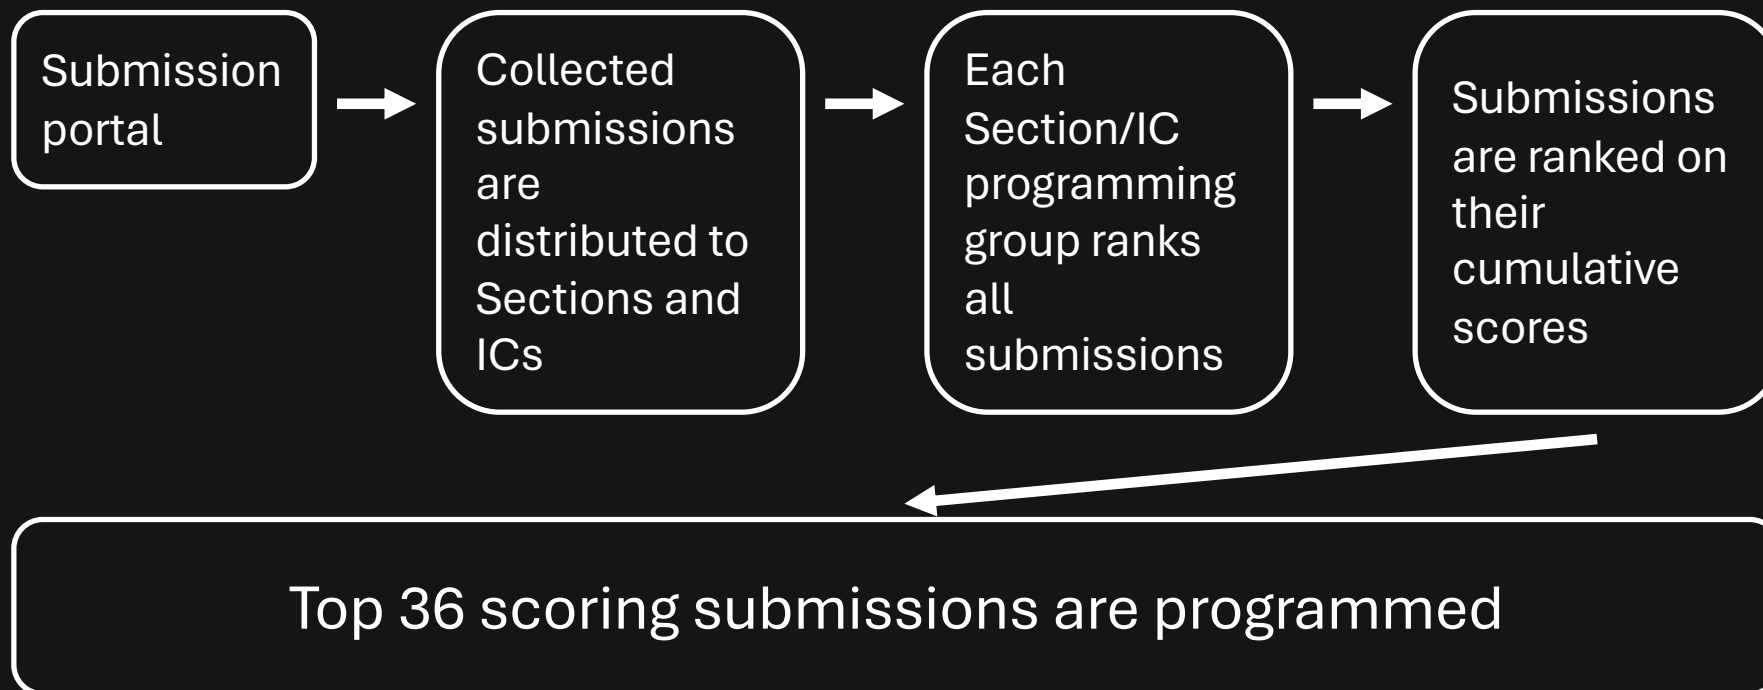 Submission
portal
Collected
submissions
are
distributed to
Sections and
ICs
Each
Section/IC
programming
group ranks
all
submissions
Submissions
are ranked on
their
cumulative
scores
Top 36 scoring submissions are programmed